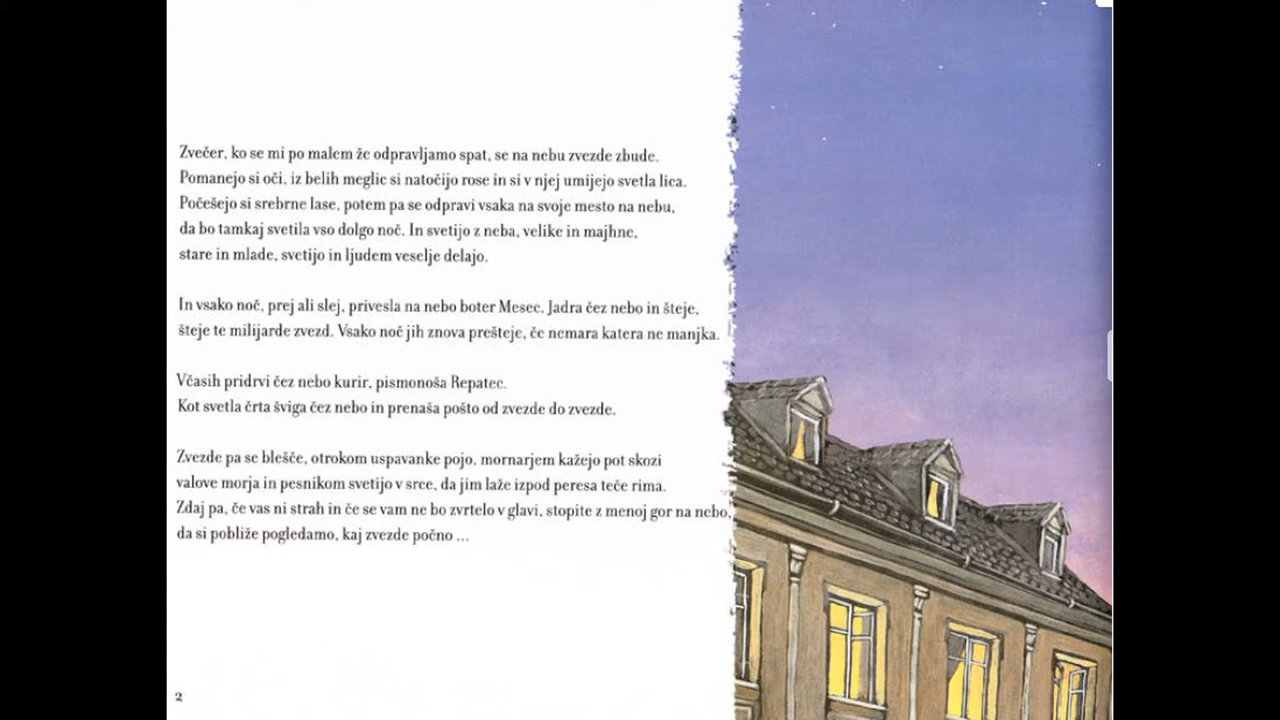 Zvečer, ko se mi po malem že odpravljamo spat, se na nebu zvezde zbude.
Pomanejo si oči, iz belih meglic si natočijo rose in si v njej umijejo svetla lica.
Počešejo si srebrne lase, potem pa se odpravi vsaka na svoje mesto na nebu,
da bo tamkaj svetila vso dolgo noč. In svetijo z neba, velike in majhne,
stare in mlade, svetijo in ljudem veselje delajo.
In vsako noč, prej ali slej, privesla na nebo boter Mesec. Jadra čez nebo in šteje,
šteje te milijarde zvezd. Vsako noč jih znova prešteje, če nemara katera ne manjka.
Včasih pridrvi čez nebo kurir, pismonoša Repatec.
Kot svetla črta šviga čez nebo in prenaša pošto od zvezde do zvezde.
Zvezde pa se blešče, otrokom uspavanke pojo, mornarjem kažejo pot skozi
valove morja in pesnikom svetijo v srce, da jim laže izpod peresa teče rima.
Zdaj pa, če vas ni strah in če se vam ne bo zvrtelo v glavi, stopite z menoj gor na nebo,
da si pobliže pogledamo, kaj zvezde počno ...
2